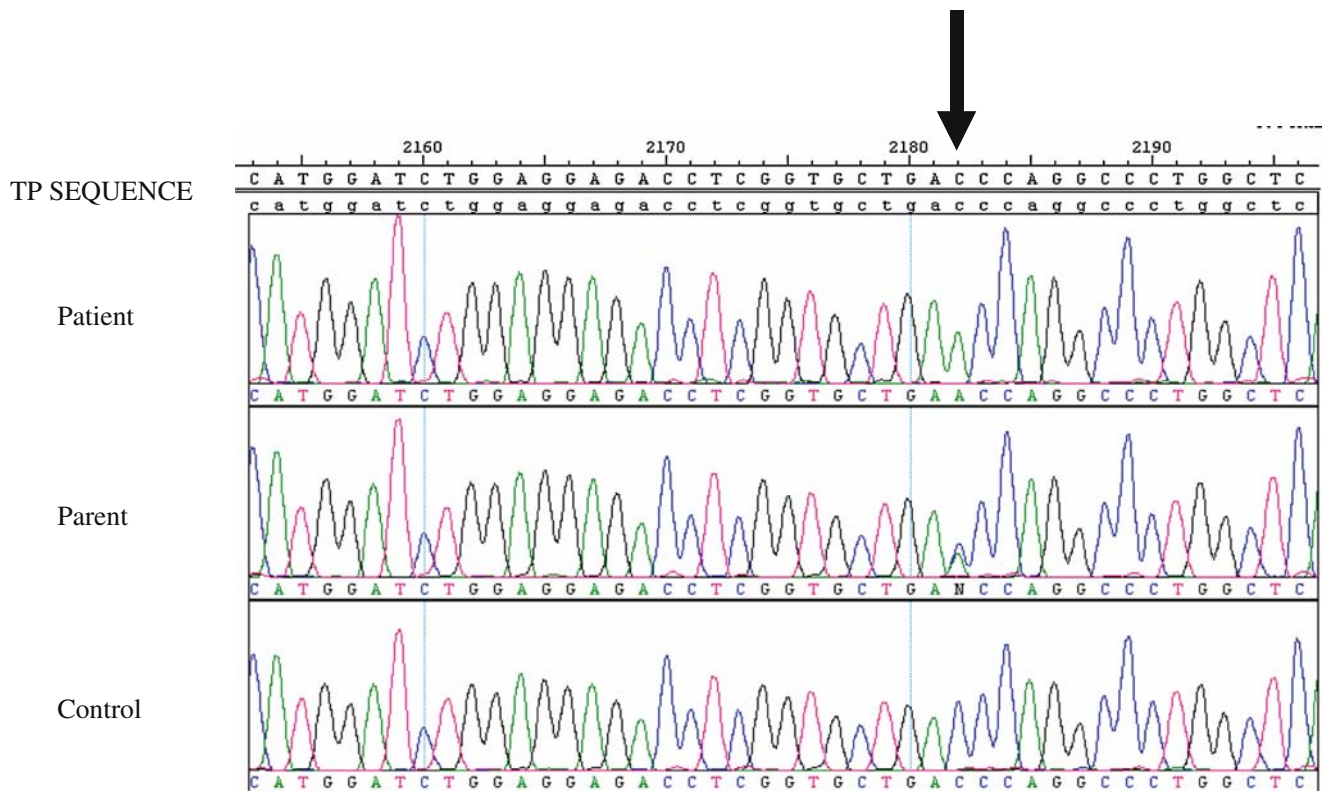 2160 2170 2180 2190
TP SEQUENCE
C A T G G A T C T G G A G G A G A C C T C G G T G C T G A C C C A G G C C C T G G C T C
c a t g g a t c t g g a g g a g a c c t c g g t g c t g a c c c a g g c c c t g g c t c
Patient
C A T G G A T C T G G A G G A G A C C T C G G T G C T G A A C C A G G C C C T G G C T C
Parent
C A T G G A T C T G G A G G A G A C C T C G G T G C T G A N C C A G G C C C T G G C T C
Control
C A T G G A T C T G G A G G A G A C C T C G G T G C T G A C C C A G G C C C T G G C T C